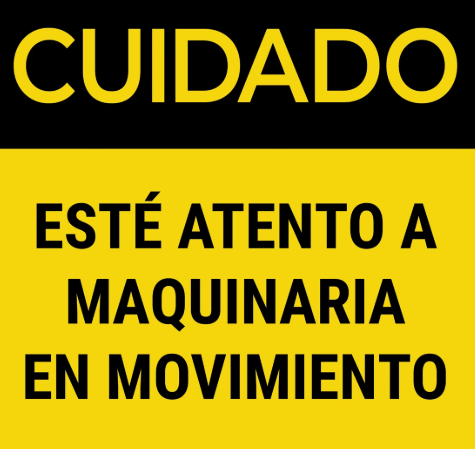 CUIDADO
ESTÉ ATENTO A
MAQUINARIA
EN MOVIMIENTO